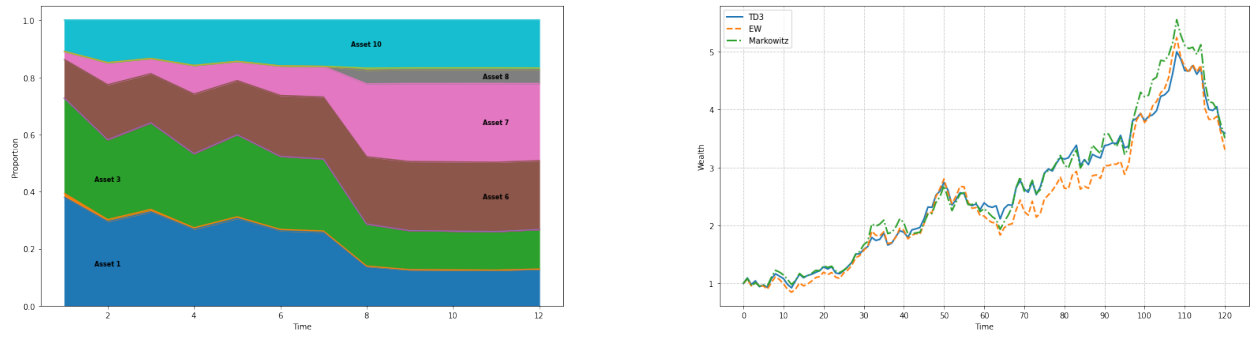 1.0
0.8
0.6
0.4
0.2
0.0
Proportion
Asset 10
Asset 8
Asset 7
Asset 3
Asset 6
Asset 1
2 4 6 8 10 12
Time
TD3
EW
Markowitz
5
4
3
2
1
Wealth
0 10 20 30 40 50 60 70 80 90 100 110 120
Time